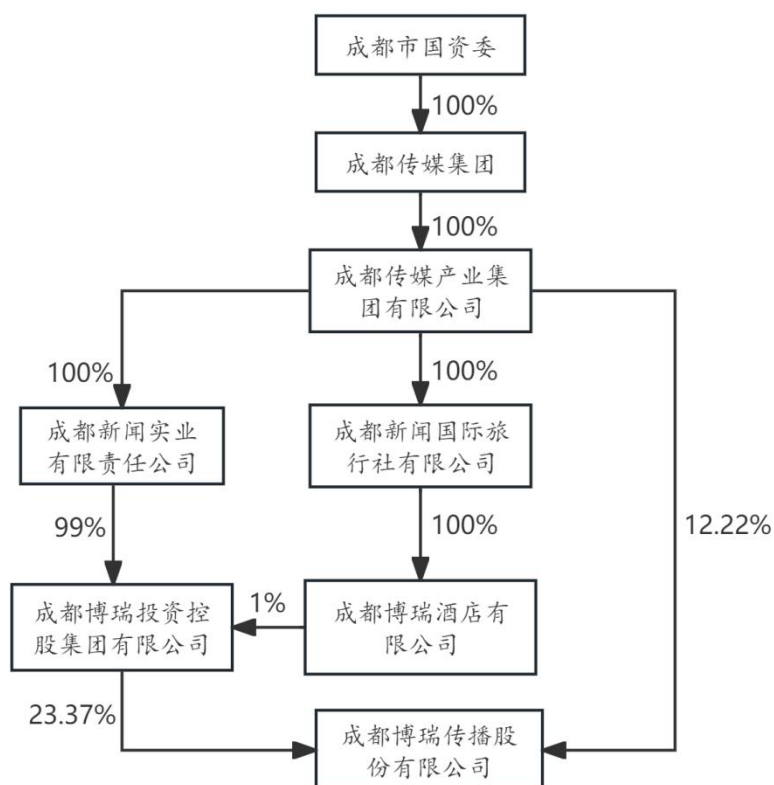 成都市国资委
100%
成都传媒集团
100%
成都传媒产业集
团有限公司
100%
100%
成都新闻实业
有限责任公司
成都新闻国际旅
行社有限公司
99%
100%
12.22%
成都博瑞投资控
股集团有限公司
1%
成都博瑞酒店有
限公司
23.37%
成都博瑞传播股
份有限公司